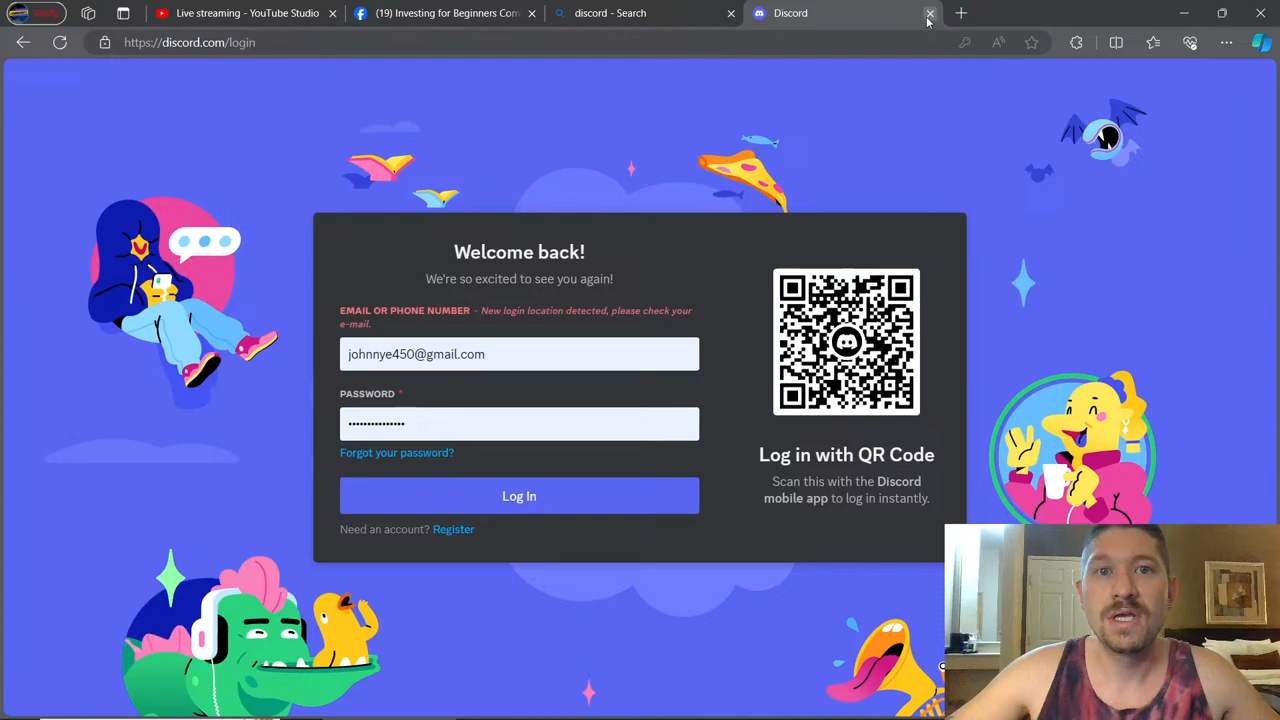 Live streaming - YouTube Studio
(19) Investing for Beginners Com
discord - Search
Discord
https://discord.com/login
Welcome back!
We're so excited to see you again!
EMAIL OR PHONE NUMBER - New login location detected, please check your
e-mail.
johnnye450@gmail.com
PASSWORD *
•••••••••••••••
Forgot your password?
Log In
Need an account? Register
Log in with QR Code
Scan this with the Discord
mobile app to log in instantly.